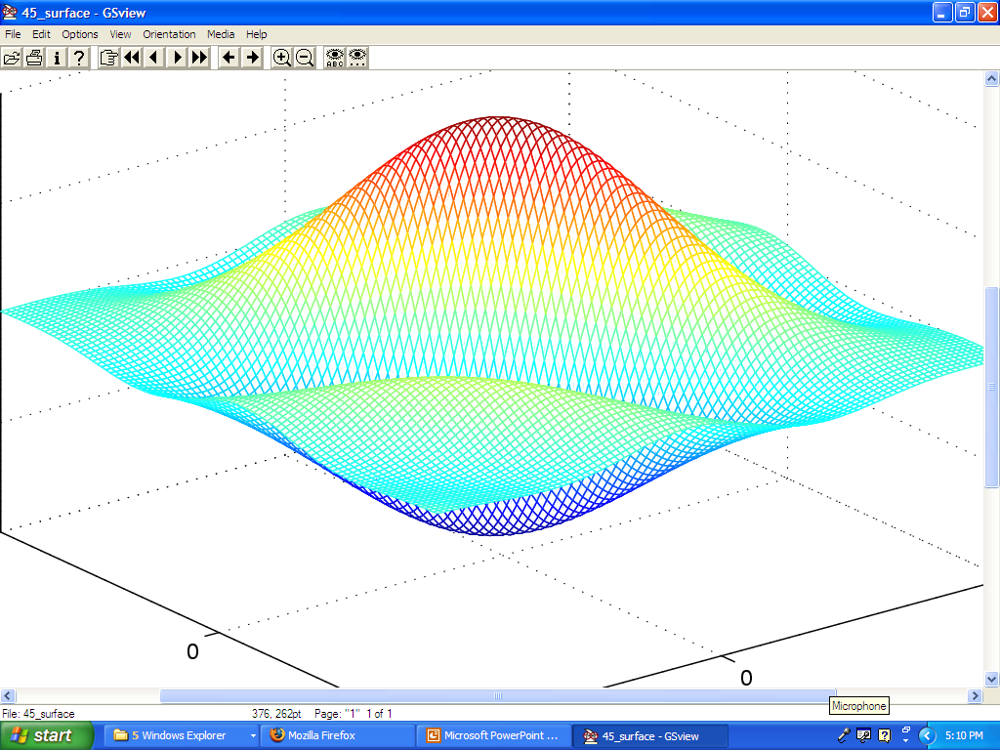 45_surface - GSview
File Edit Options View Orientation Media Help
i ?
ABC
0
0
Microphone
File: 45_surface 376, 262pt Page: "1" 1 of 1
start 5 Windows Explorer Mozilla Firefox Microsoft PowerPoint ... 45_surface - GSview ? 5:10 PM